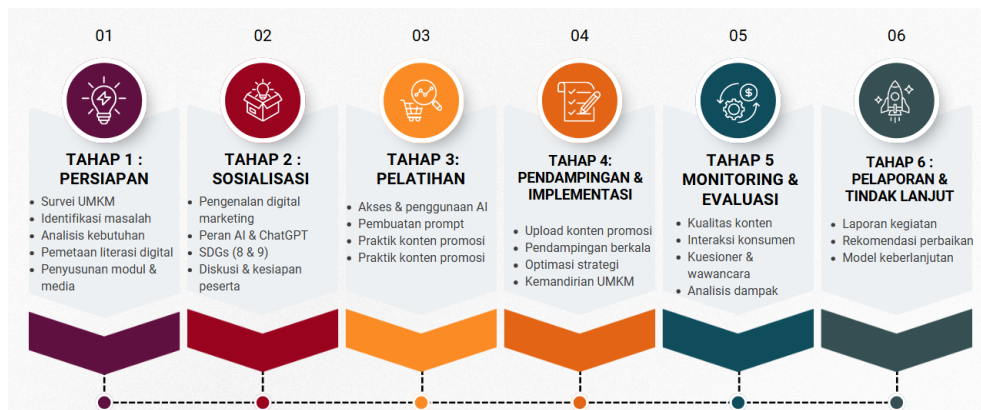 01
TAHAP 1 :
PERSIAPAN
• Survei UMKM
• Identifikasi masalah
• Analisis kebutuhan
• Pemetaan literasi digital
• Penyusunan modul &
media
02
TAHAP 2 :
SOSIALISASI
• Pengenalan digital
marketing
• Peran AI & ChatGPT
• SDGs (8 & 9)
• Diskusi & kesiapan
peserta
03
TAHAP 3:
PELATIHAN
• Akses & penggunaan AI
• Pembuatan prompt
• Praktik konten promosi
• Praktik konten promosi
04
TAHAP 4:
PENDAMPINGAN &
IMPLEMENTASI
• Upload konten promosi
• Pendampingan berkala
• Optimasi strategi
• Kemandirian UMKM
05
TAHAP 5
MONITORING &
EVALUASI
• Kualitas konten
• Interaksi konsumen
• Kuesioner &
wawancara
• Analisis dampak
06
TAHAP 6 :
PELAPORAN &
TINDAK LANJUT
• Laporan kegiatan
• Rekomendasi perbaikan
• Model keberlanjutan